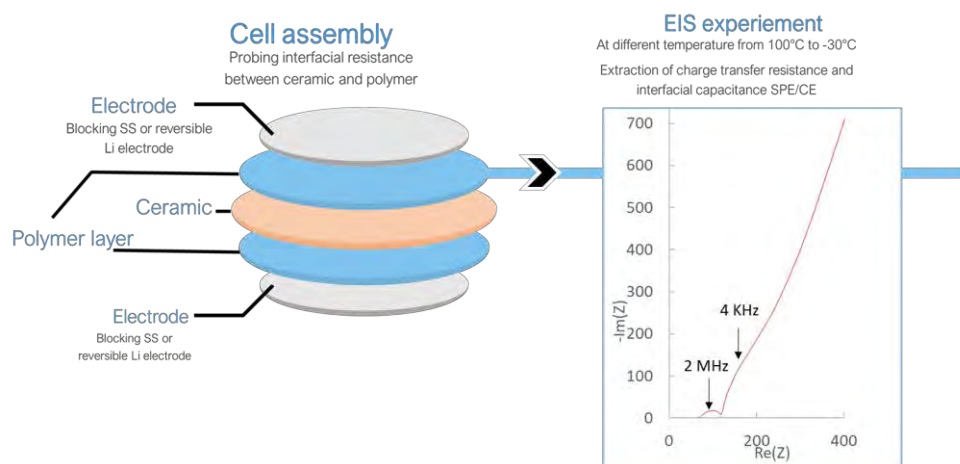 Cell assembly
Probing interfacial resistance
between ceramic and polymer
Electrode
Blocking SS or reversible
Li electrode
Ceramic
Polymer layer
Electrode
Blocking SS or
reversible Li electrode
EIS experiement
At different temperature from 100°C to -30°C
Extraction of charge transfer resistance and
interfacial capacitance SPE/CE
700
600
500
400
300
200
100
0
-Im(Z)
4 KHz
2 MHz
0
200
400
Re(Z)